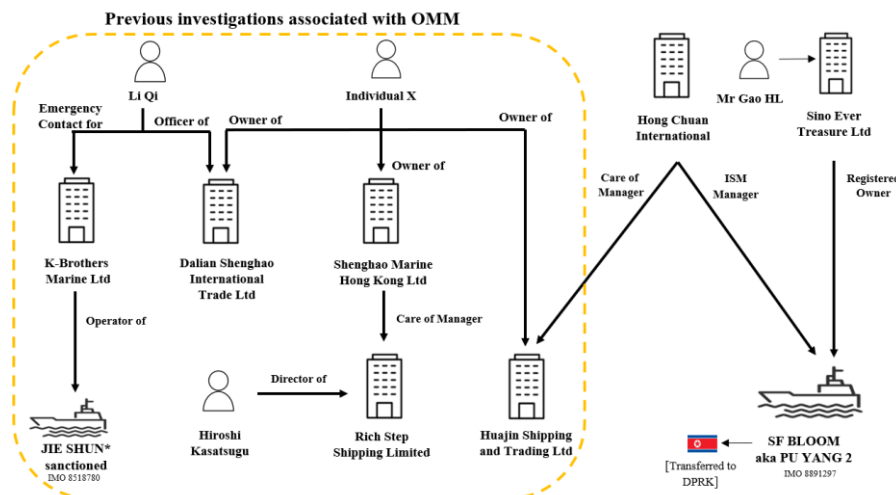 Previous investigations associated with OMM
Li Qi
Individual X
Hong Chuan
International
Mr Gao HL
Sino Ever
Treasure Ltd
Emergency
Contact for
Officer of
Owner of
Owner of
Owner of
Care of
Manager
ISM
Manager
Registered
Owner
K-Brothers
Marine Ltd
Dalian Shenghao
International
Trade Ltd
Shenghao Marine
Hong Kong Ltd
Operator of
Care of Manager
Director of
JIE SHUN*
sanctioned
IMO 8518780
Hiroshi
Kasatsugu
Rich Step
Shipping Limited
Huajin Shipping
and Trading Ltd
[Transferred to
DPRK]
SF BLOOM
aka PU YANG 2
IMO 8891297